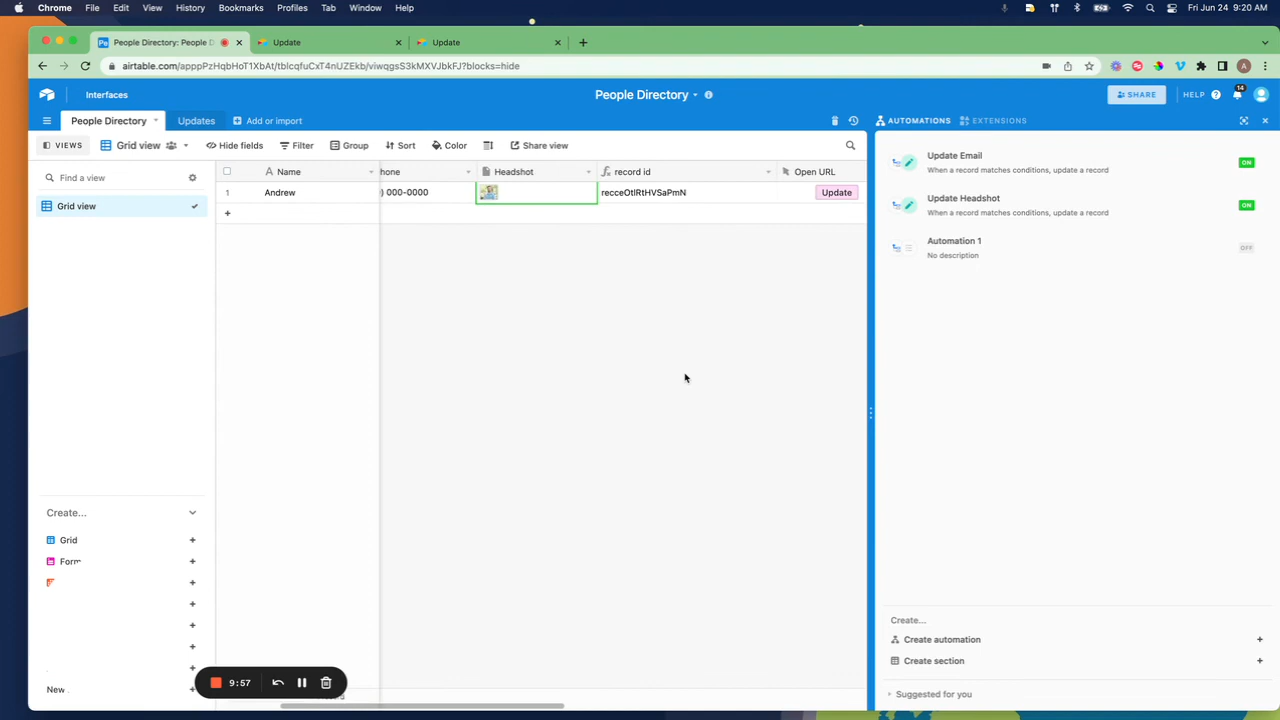 Chrome File Edit View History Bookmarks Profiles Tab Window Help Fri Jun 24 9:20 AM
People Directory: People D Update Update
airtable.com/apppPzHqbHoT1XbAt/tblcqfuCxT4nUZEkb/viwqgsS3kMXVJbkFJ?blocks=hide A
Interfaces People Directory SHARE HELP 14
People Directory Updates Add or import AUTOMATIONS EXTENSIONS
VIEWS Grid view Hide fields Filter Group Sort Color Share view
Find a view
Grid view
Name hone Headshot record id Open URL
1 Andrew ) 000-0000 recceOtlRtHVSaPmN Update
Update Email ON
When a record matches conditions, update a record
Update Headshot ON
When a record matches conditions, update a record
Automation 1 OFF
No description
Create...
Grid
Form
New
9:57
Create...
Create automation
Create section
Suggested for you